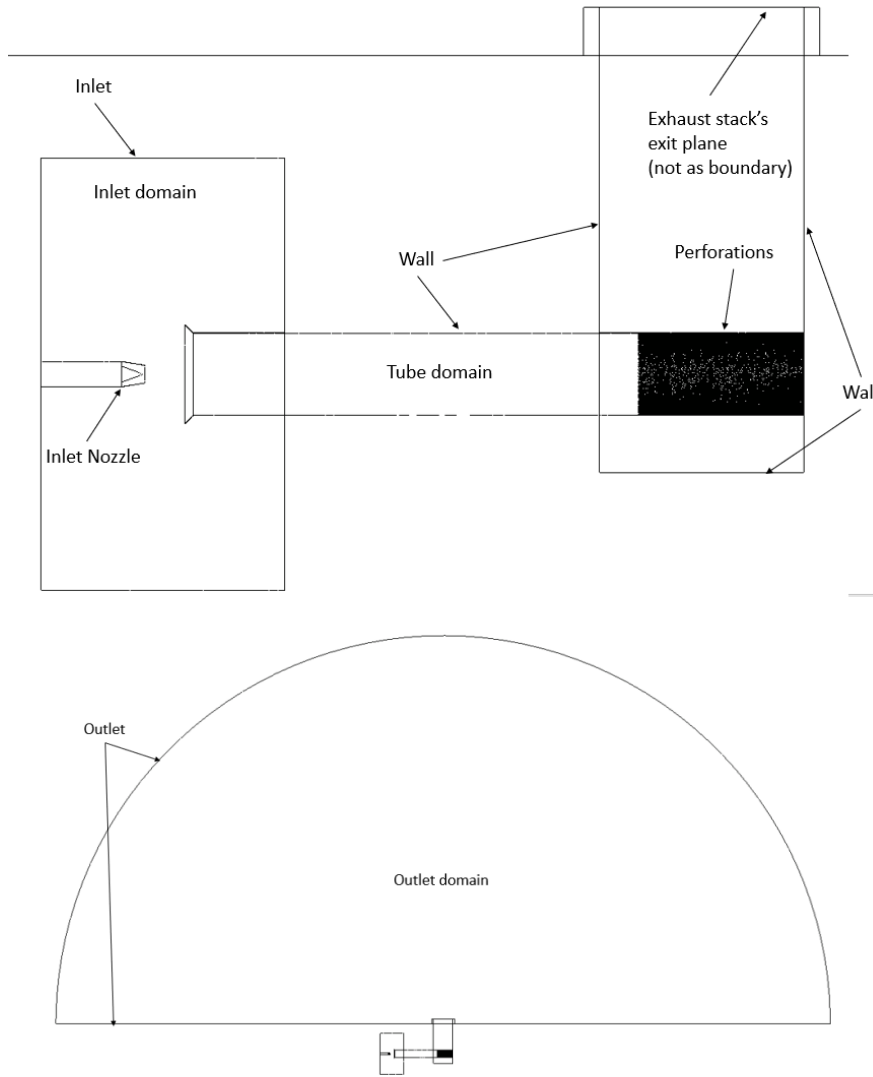 Inlet
Inlet domain
Exhaust stack's
exit plane
(not as boundary)
Wall
Perforations
Tube domain
Wal
Inlet Nozzle
Outlet
Outlet domain